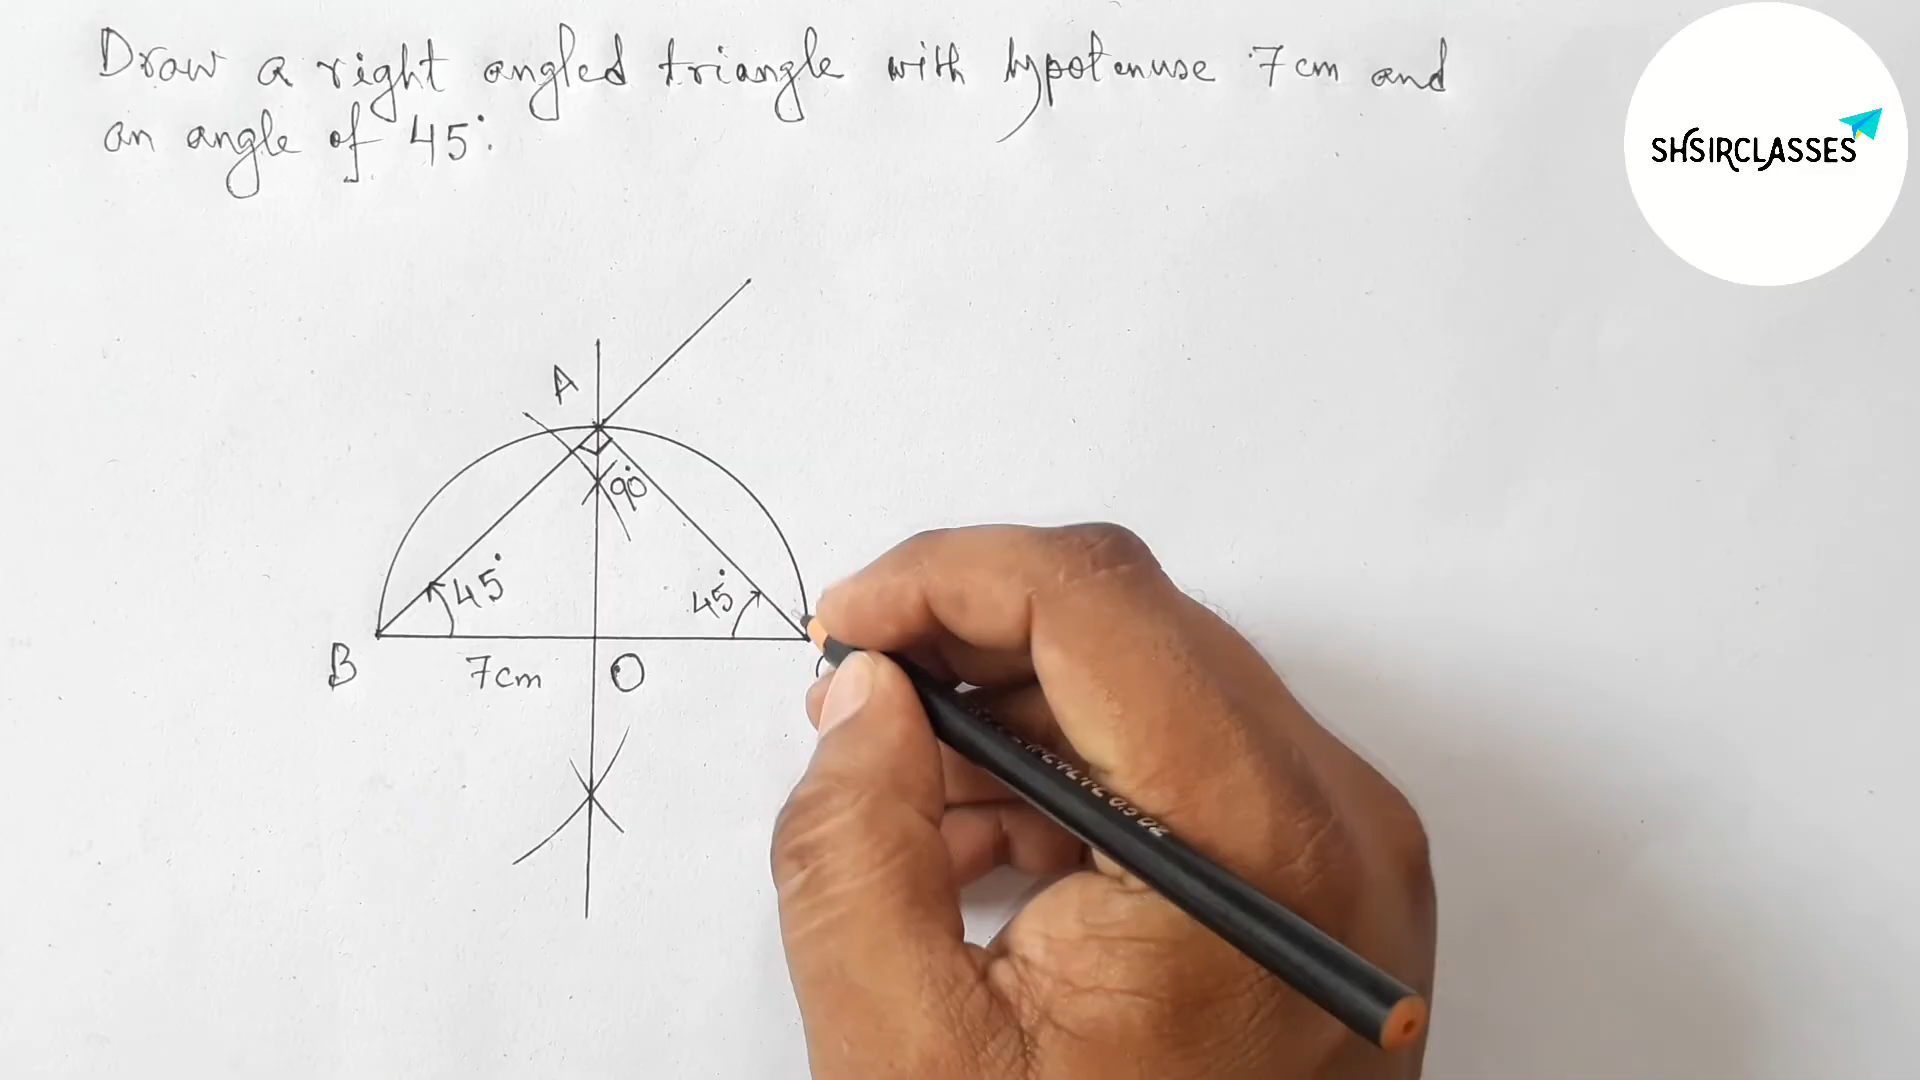 Draw a right angled triangle with hypotenuse 7cm and
an angle of 45°.
SHSIRCLASSES
A
90°
45°
45°
B
7cm
O